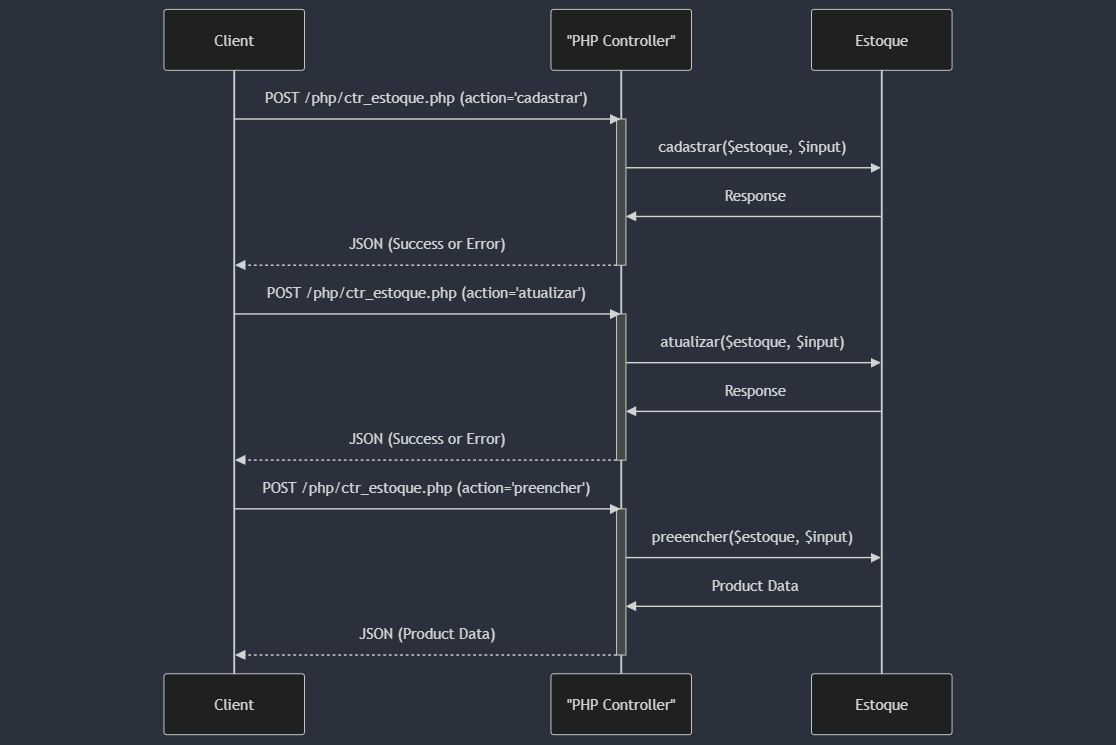 Client
"PHP Controller"
Estoque
POST /php/ctr_estoque.php (action='cadastrar')
cadastrar($estoque, $input)
Response
JSON (Success or Error)
POST /php/ctr_estoque.php (action='atualizar')
atualizar($estoque, $input)
Response
JSON (Success or Error)
POST /php/ctr_estoque.php (action='preencher')
preeencher($estoque, $input)
Product Data
JSON (Product Data)
Client
"PHP Controller"
Estoque